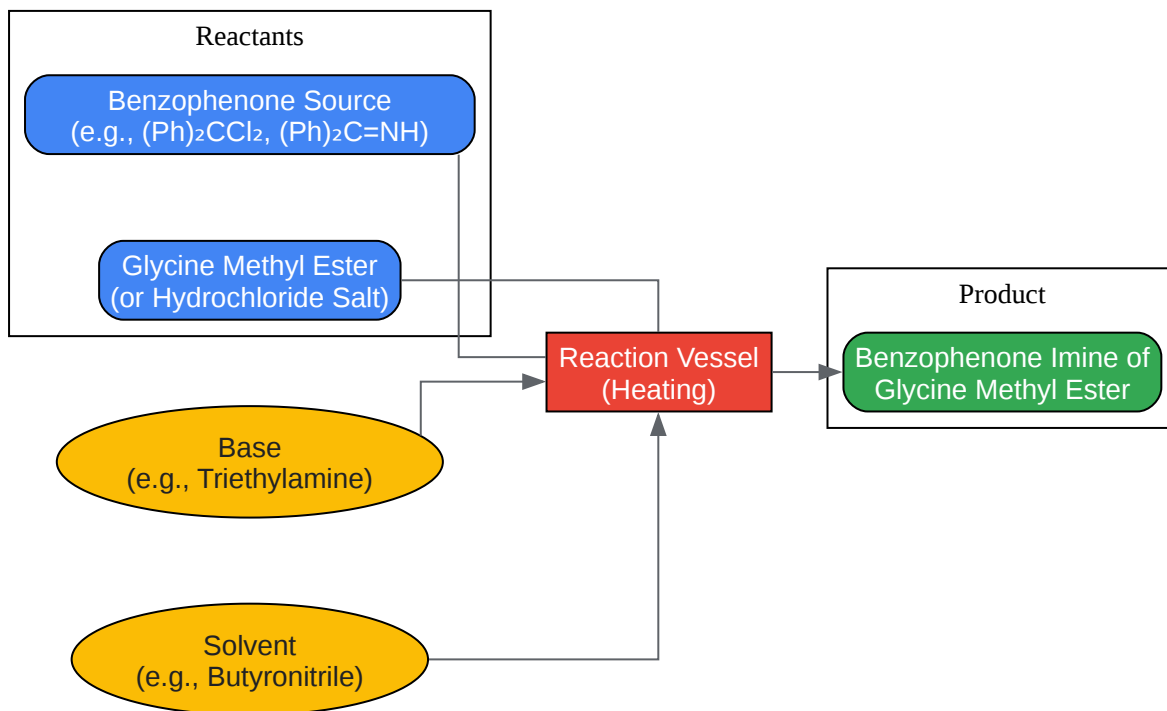 Reactants
Benzophenone Source
(e.g., (Ph)₂CCl₂, (Ph)₂C=NH)
Glycine Methyl Ester
(or Hydrochloride Salt)
Product
Reaction Vessel
(Heating)
Benzophenone Imine of
Glycine Methyl Ester
Base
(e.g., Triethylamine)
Solvent
(e.g., Butyronitrile)